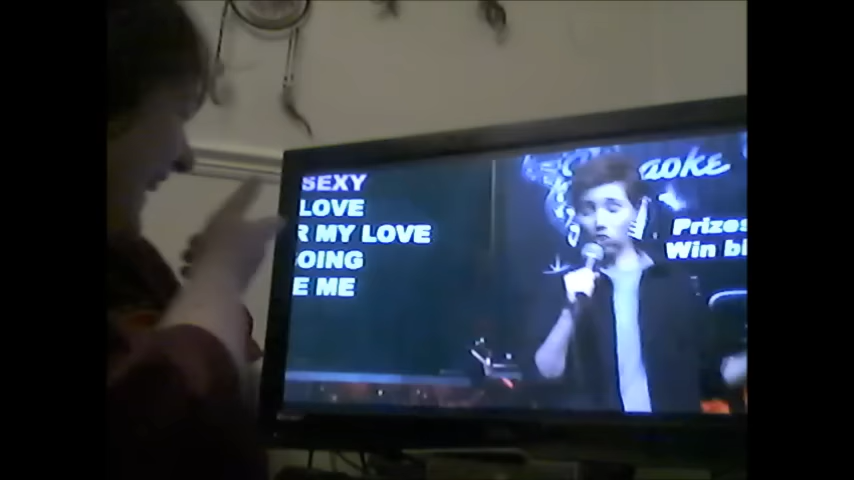 SEXY
LOVE
R MY LOVE
OING
E ME
aoke
Prizes
Win bi